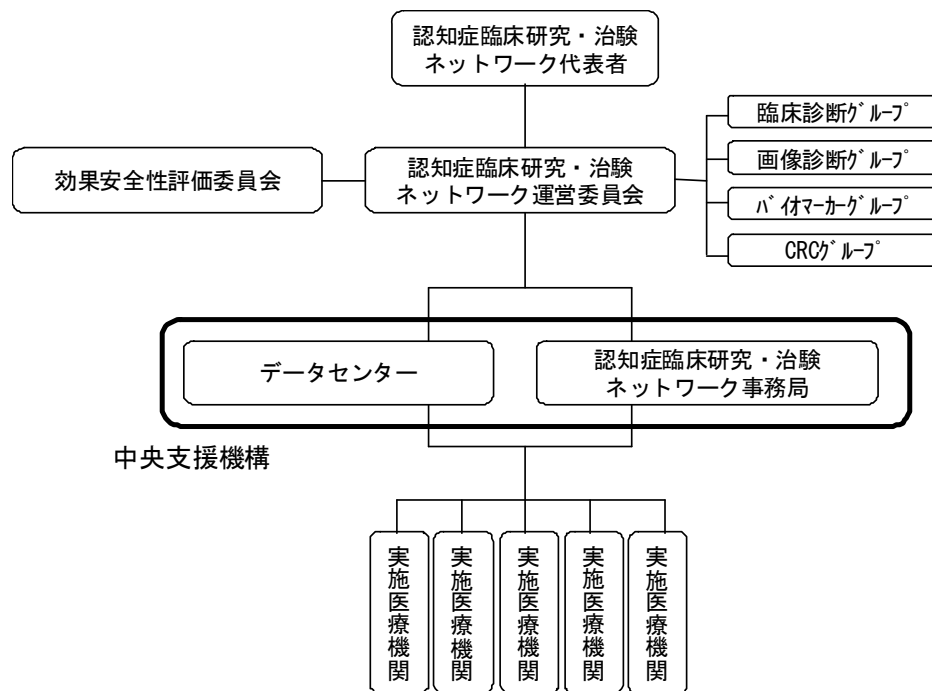 認知症臨床研究・治験
ネットワーク代表者
臨床診断ｸﾞﾙｰﾌﾟ
画像診断ｸﾞﾙｰﾌﾟ
ﾊﾞｲｵﾏｰｶｰｸﾞﾙｰﾌﾟ
CRCｸﾞﾙｰﾌﾟ
効果安全性評価委員会
認知症臨床研究・治験
ネットワーク運営委員会
データセンター
認知症臨床研究・治験
ネットワーク事務局
中央支援機構
実施医療機関
実施医療機関
実施医療機関
実施医療機関
実施医療機関